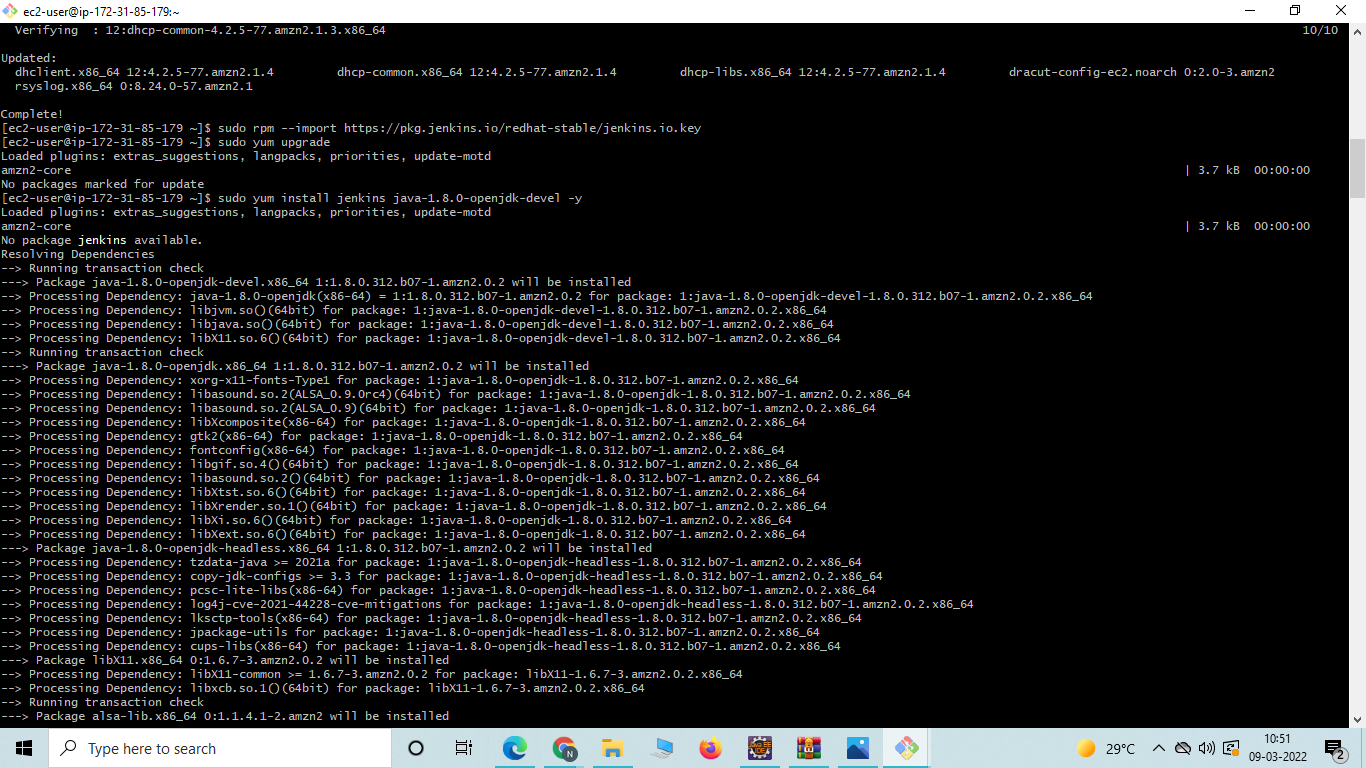 ec2-user@ip-172-31-85-179:~
Verifying  : 12:dhcp-common-4.2.5-77.amzn2.1.3.x86_64 10/10
Updated:
dhclient.x86_64 12:4.2.5-77.amzn2.1.4 dhcp-common.x86_64 12:4.2.5-77.amzn2.1.4 dhcp-libs.x86_64 12:4.2.5-77.amzn2.1.4 dracut-config-ec2.noarch 0:2.0-3.amzn2
rsyslog.x86_64 0:8.24.0-57.amzn2.1
Complete!
[ec2-user@ip-172-31-85-179 ~]$ sudo rpm --import https://pkg.jenkins.io/redhat-stable/jenkins.io.key
[ec2-user@ip-172-31-85-179 ~]$ sudo yum upgrade
Loaded plugins: extras_suggestions, langpacks, priorities, update-motd
amzn2-core | 3.7 kB  00:00:00
No packages marked for update
[ec2-user@ip-172-31-85-179 ~]$ sudo yum install jenkins java-1.8.0-openjdk-devel -y
Loaded plugins: extras_suggestions, langpacks, priorities, update-motd
amzn2-core | 3.7 kB  00:00:00
No package jenkins available.
Resolving Dependencies
--> Running transaction check
---> Package java-1.8.0-openjdk-devel.x86_64 1:1.8.0.312.b07-1.amzn2.0.2 will be installed
--> Processing Dependency: java-1.8.0-openjdk(x86-64) = 1:1.8.0.312.b07-1.amzn2.0.2 for package: 1:java-1.8.0-openjdk-devel-1.8.0.312.b07-1.amzn2.0.2.x86_64
--> Processing Dependency: libjvm.so()(64bit) for package: 1:java-1.8.0-openjdk-devel-1.8.0.312.b07-1.amzn2.0.2.x86_64
--> Processing Dependency: libjava.so()(64bit) for package: 1:java-1.8.0-openjdk-devel-1.8.0.312.b07-1.amzn2.0.2.x86_64
--> Processing Dependency: libX11.so.6()(64bit) for package: 1:java-1.8.0-openjdk-devel-1.8.0.312.b07-1.amzn2.0.2.x86_64
--> Running transaction check
---> Package java-1.8.0-openjdk.x86_64 1:1.8.0.312.b07-1.amzn2.0.2 will be installed
--> Processing Dependency: xorg-x11-fonts-Type1 for package: 1:java-1.8.0-openjdk-1.8.0.312.b07-1.amzn2.0.2.x86_64
--> Processing Dependency: libasound.so.2(ALSA_0.9.0rc4)(64bit) for package: 1:java-1.8.0-openjdk-1.8.0.312.b07-1.amzn2.0.2.x86_64
--> Processing Dependency: libasound.so.2(ALSA_0.9)(64bit) for package: 1:java-1.8.0-openjdk-1.8.0.312.b07-1.amzn2.0.2.x86_64
--> Processing Dependency: libXcomposite(x86-64) for package: 1:java-1.8.0-openjdk-1.8.0.312.b07-1.amzn2.0.2.x86_64
--> Processing Dependency: gtk2(x86-64) for package: 1:java-1.8.0-openjdk-1.8.0.312.b07-1.amzn2.0.2.x86_64
--> Processing Dependency: fontconfig(x86-64) for package: 1:java-1.8.0-openjdk-1.8.0.312.b07-1.amzn2.0.2.x86_64
--> Processing Dependency: libgif.so.4()(64bit) for package: 1:java-1.8.0-openjdk-1.8.0.312.b07-1.amzn2.0.2.x86_64
--> Processing Dependency: libasound.so.2()(64bit) for package: 1:java-1.8.0-openjdk-1.8.0.312.b07-1.amzn2.0.2.x86_64
--> Processing Dependency: libXtst.so.6()(64bit) for package: 1:java-1.8.0-openjdk-1.8.0.312.b07-1.amzn2.0.2.x86_64
--> Processing Dependency: libXrender.so.1()(64bit) for package: 1:java-1.8.0-openjdk-1.8.0.312.b07-1.amzn2.0.2.x86_64
--> Processing Dependency: libXi.so.6()(64bit) for package: 1:java-1.8.0-openjdk-1.8.0.312.b07-1.amzn2.0.2.x86_64
--> Processing Dependency: libXext.so.6()(64bit) for package: 1:java-1.8.0-openjdk-1.8.0.312.b07-1.amzn2.0.2.x86_64
---> Package java-1.8.0-openjdk-headless.x86_64 1:1.8.0.312.b07-1.amzn2.0.2 will be installed
--> Processing Dependency: tzdata-java >= 2021a for package: 1:java-1.8.0-openjdk-headless-1.8.0.312.b07-1.amzn2.0.2.x86_64
--> Processing Dependency: copy-jdk-configs >= 3.3 for package: 1:java-1.8.0-openjdk-headless-1.8.0.312.b07-1.amzn2.0.2.x86_64
--> Processing Dependency: pcsc-lite-libs(x86-64) for package: 1:java-1.8.0-openjdk-headless-1.8.0.312.b07-1.amzn2.0.2.x86_64
--> Processing Dependency: log4j-cve-2021-44228-cve-mitigations for package: 1:java-1.8.0-openjdk-headless-1.8.0.312.b07-1.amzn2.0.2.x86_64
--> Processing Dependency: lksctp-tools(x86-64) for package: 1:java-1.8.0-openjdk-headless-1.8.0.312.b07-1.amzn2.0.2.x86_64
--> Processing Dependency: jpackage-utils for package: 1:java-1.8.0-openjdk-headless-1.8.0.312.b07-1.amzn2.0.2.x86_64
--> Processing Dependency: cups-libs(x86-64) for package: 1:java-1.8.0-openjdk-headless-1.8.0.312.b07-1.amzn2.0.2.x86_64
---> Package libX11.x86_64 0:1.6.7-3.amzn2.0.2 will be installed
--> Processing Dependency: libX11-common >= 1.6.7-3.amzn2.0.2 for package: libX11-1.6.7-3.amzn2.0.2.x86_64
--> Processing Dependency: libxcb.so.1()(64bit) for package: libX11-1.6.7-3.amzn2.0.2.x86_64
--> Running transaction check
---> Package alsa-lib.x86_64 0:1.1.4.1-2.amzn2 will be installed
Type here to search
29°C
10:51
09-03-2022
2